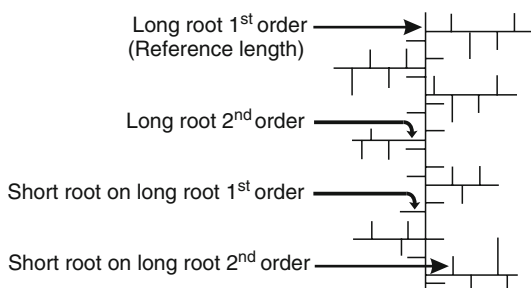 Long root 1st order
(Reference length)
Long root 2nd order
Short root on long root 1st order
Short root on long root 2nd order